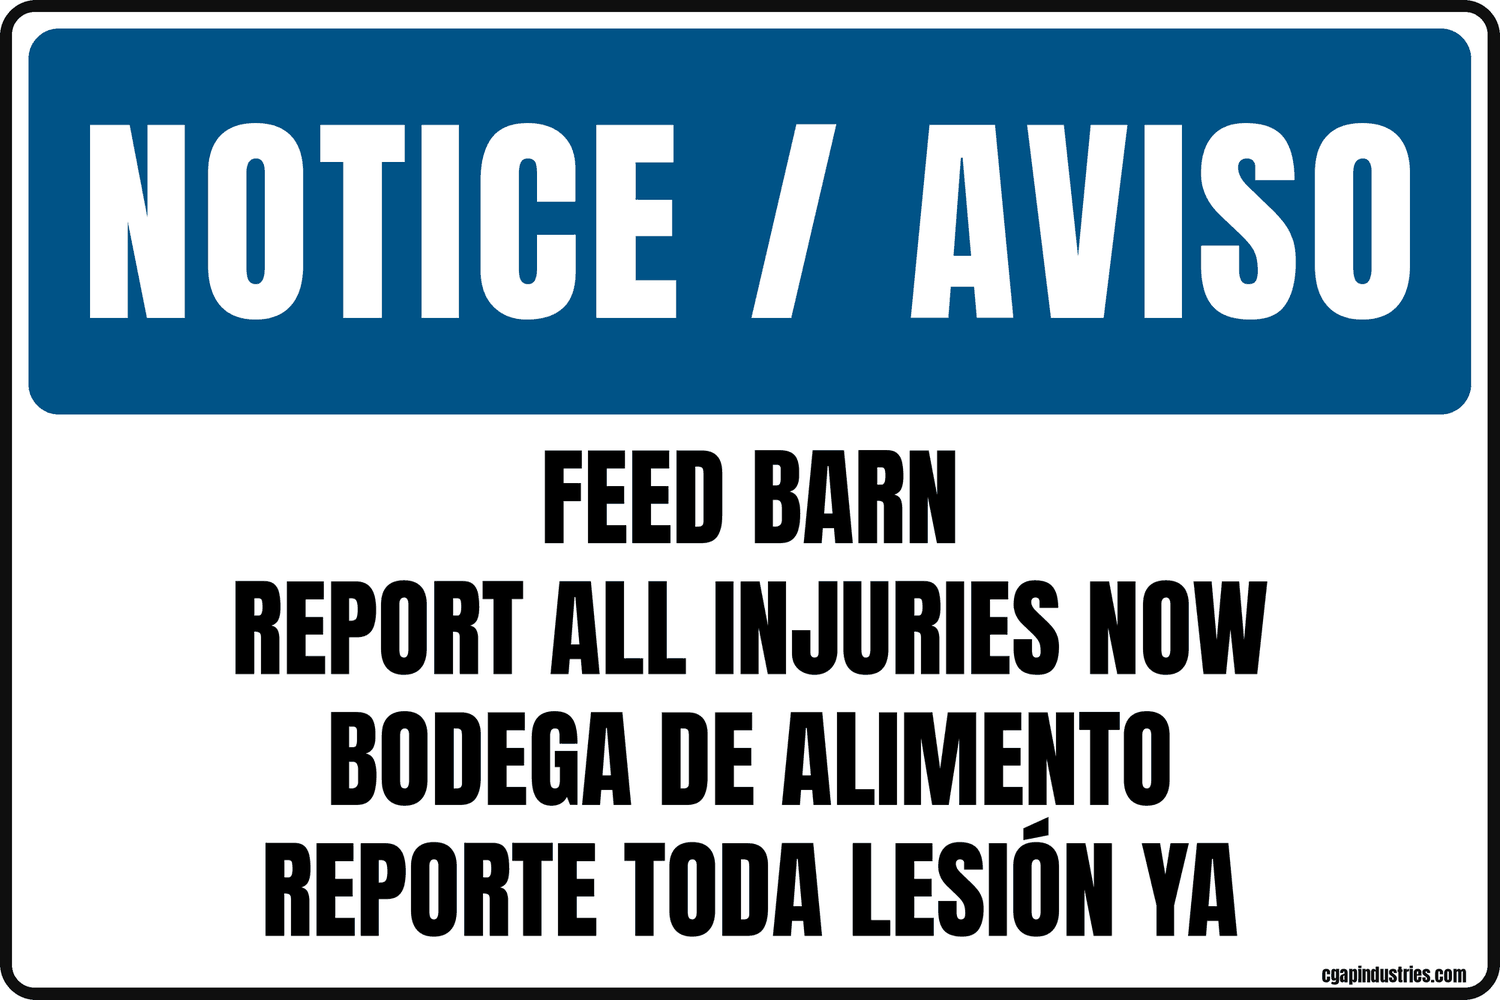 NOTICE / AVISO
FEED BARN
REPORT ALL INJURIES NOW
BODEGA DE ALIMENTO
REPORTE TODA LESIÓN YA
cgapindustries.com